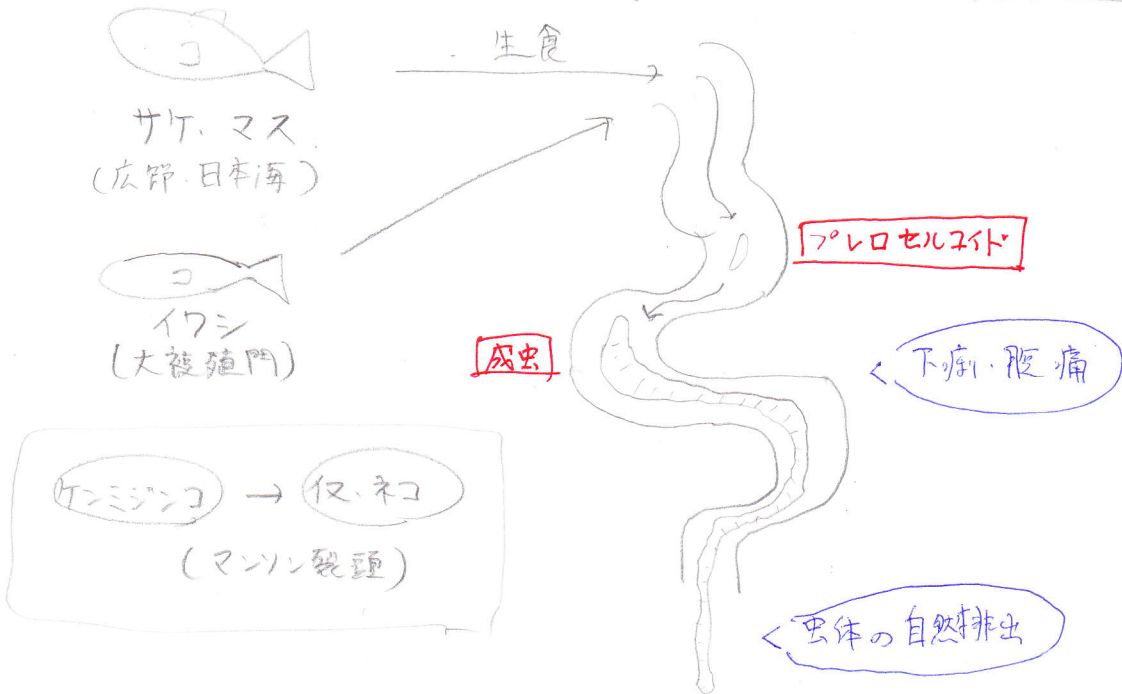 コ
生食
サケ、マス
(広節・日本海)
プレロセルコイド
コ
イワシ
(大複殖門)
成虫
下痢・腹痛
ケンミジンコ → イヌ、ネコ
(マンソン裂頭)
虫体の自然排出